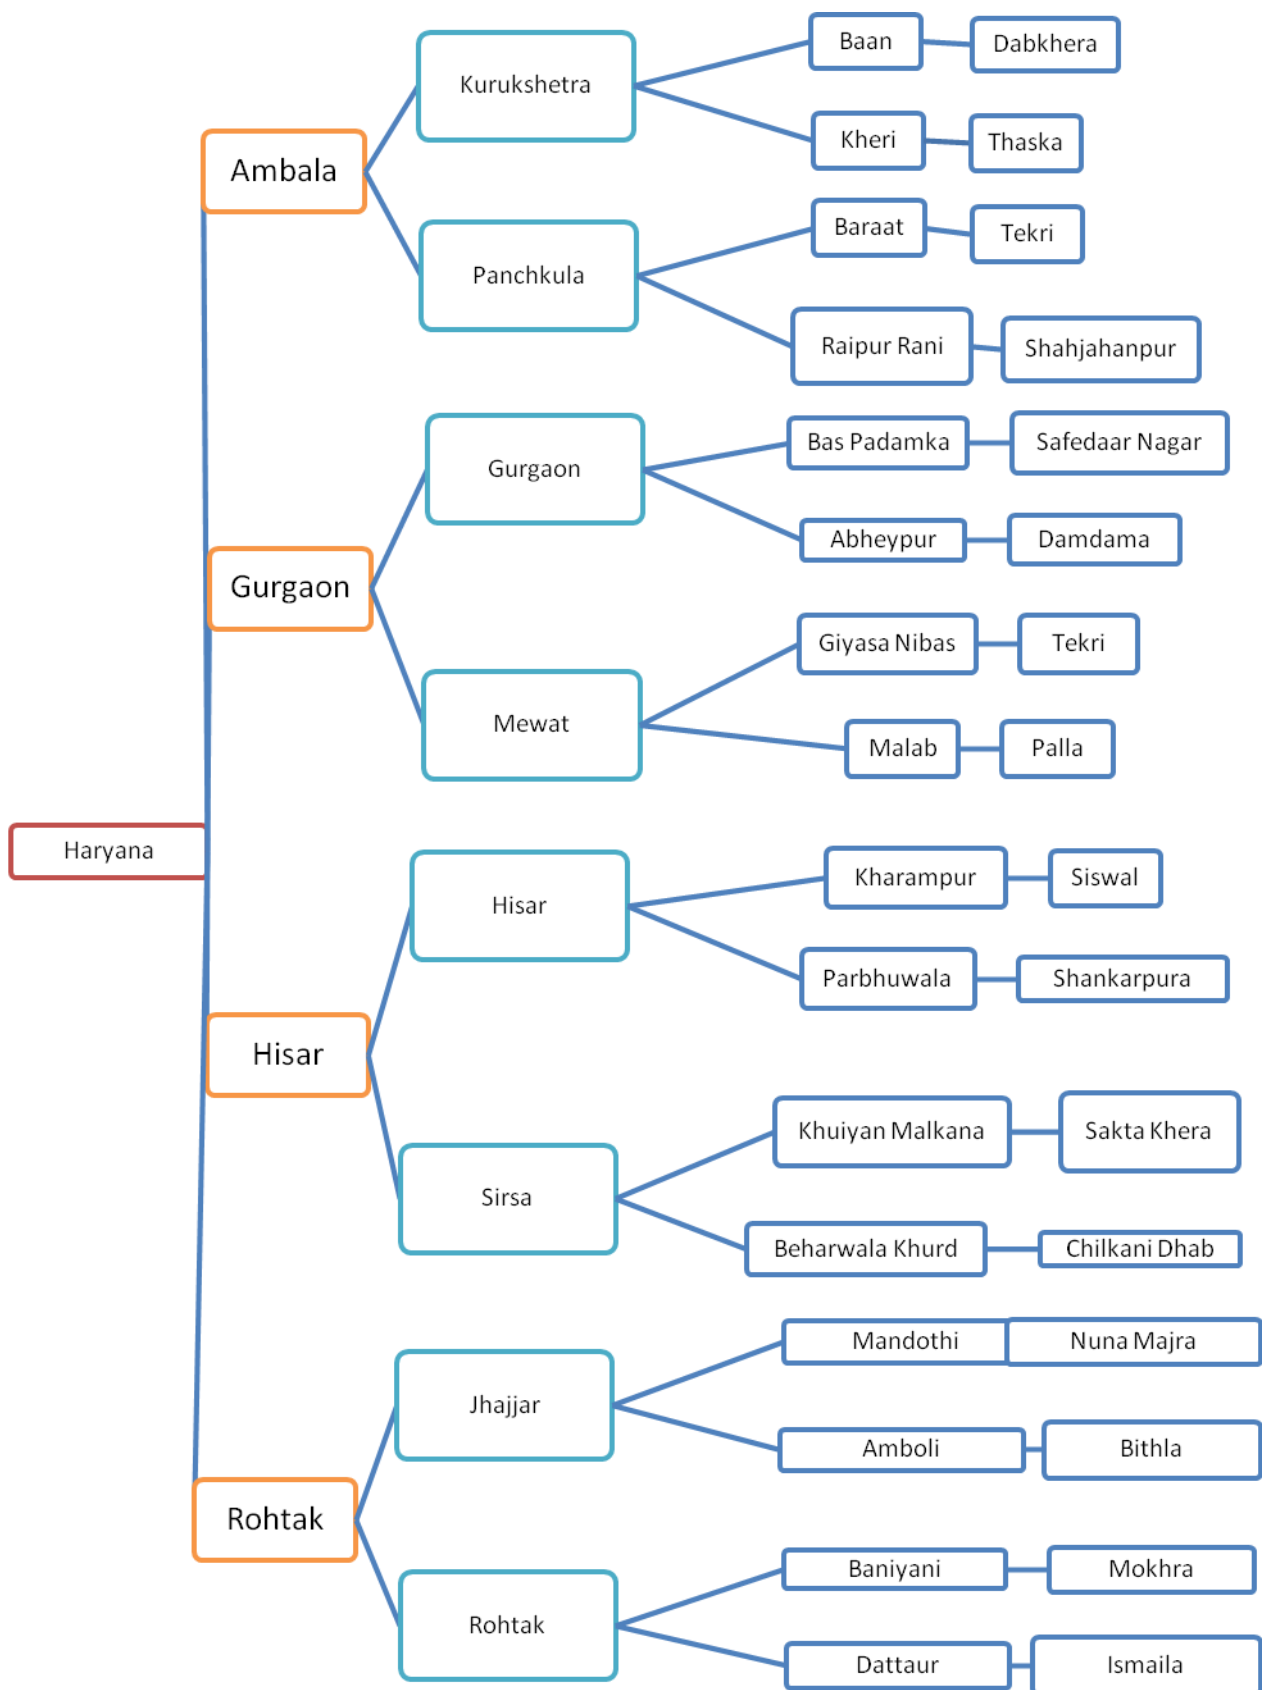 Haryana
Ambala
Kurukshetra
Baan
Dabkhera
Kheri
Thaska
Panchkula
Baraat
Tekri
Raipur Rani
Shahjahanpur
Gurgaon
Gurgaon
Bas Padamka
Safedaar Nagar
Abheypur
Damdama
Mewat
Giyasa Nibas
Tekri
Malab
Palla
Hisar
Hisar
Kharampur
Siswal
Parbhuwala
Shankarpura
Sirsa
Khuiyan Malkana
Sakta Khera
Beharwala Khurd
Chilkani Dhab
Rohtak
Jhajjar
Mandothi
Nuna Majra
Amboli
Bithla
Rohtak
Baniyani
Mokhra
Dattaur
Ismaila